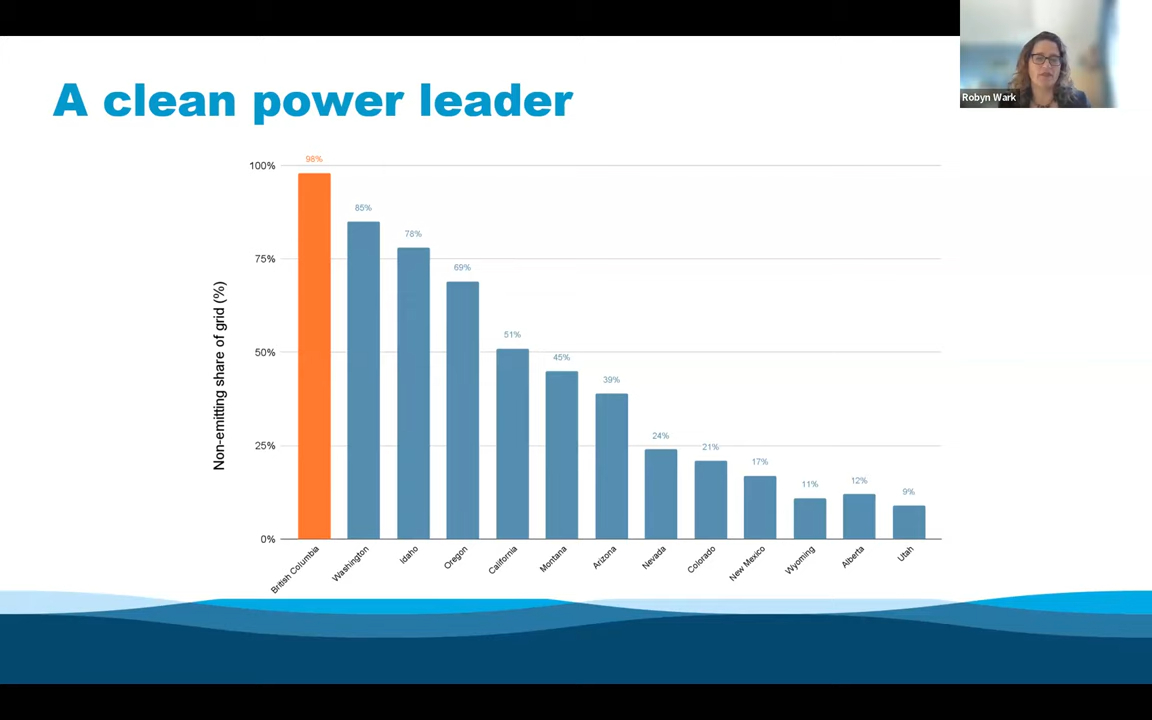 A clean power leader
Robyn Wark
Non-emitting share of grid (%)
100%
75%
50%
25%
0%
98%
85%
78%
69%
51%
45%
39%
24%
21%
17%
11%
12%
9%
British Columbia
Washington
Idaho
Oregon
California
Montana
Arizona
Nevada
Colorado
New Mexico
Wyoming
Alberta
Utah